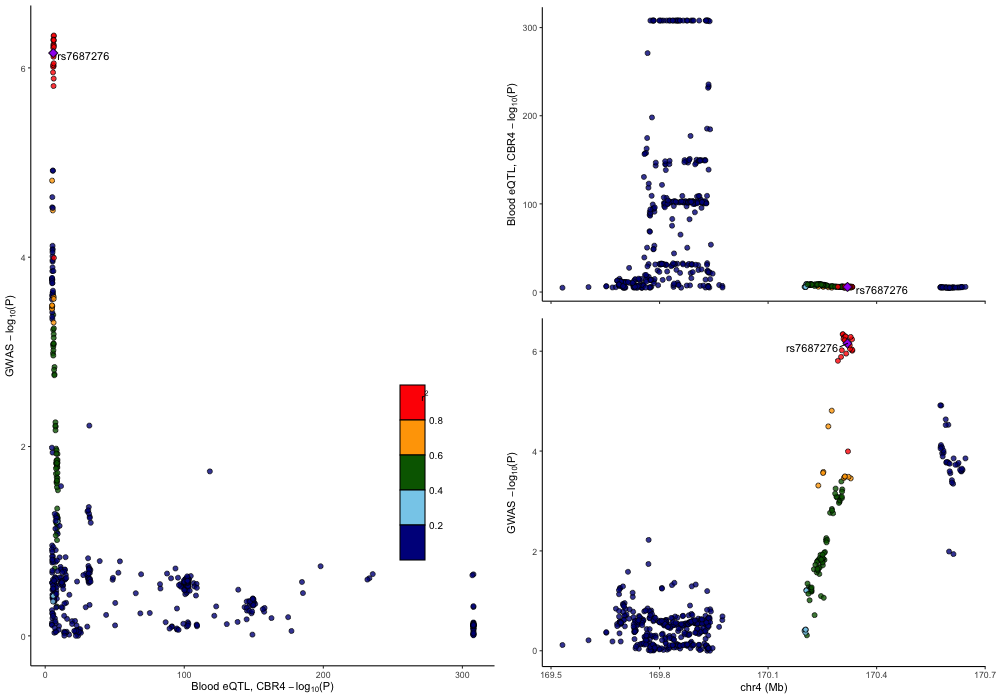 rs7687276
6
4
2
0
GWAS − log10(P)
0
100
200
300
Blood eQTL, CBR4 − log10(P)
r2
0.8
0.6
0.4
0.2
300
200
100
0
Blood eQTL, CBR4 − log10(P)
rs7687276
rs7687276
6
4
2
0
GWAS − log10(P)
169.5
169.8
170.1
170.4
170.7
chr4 (Mb)